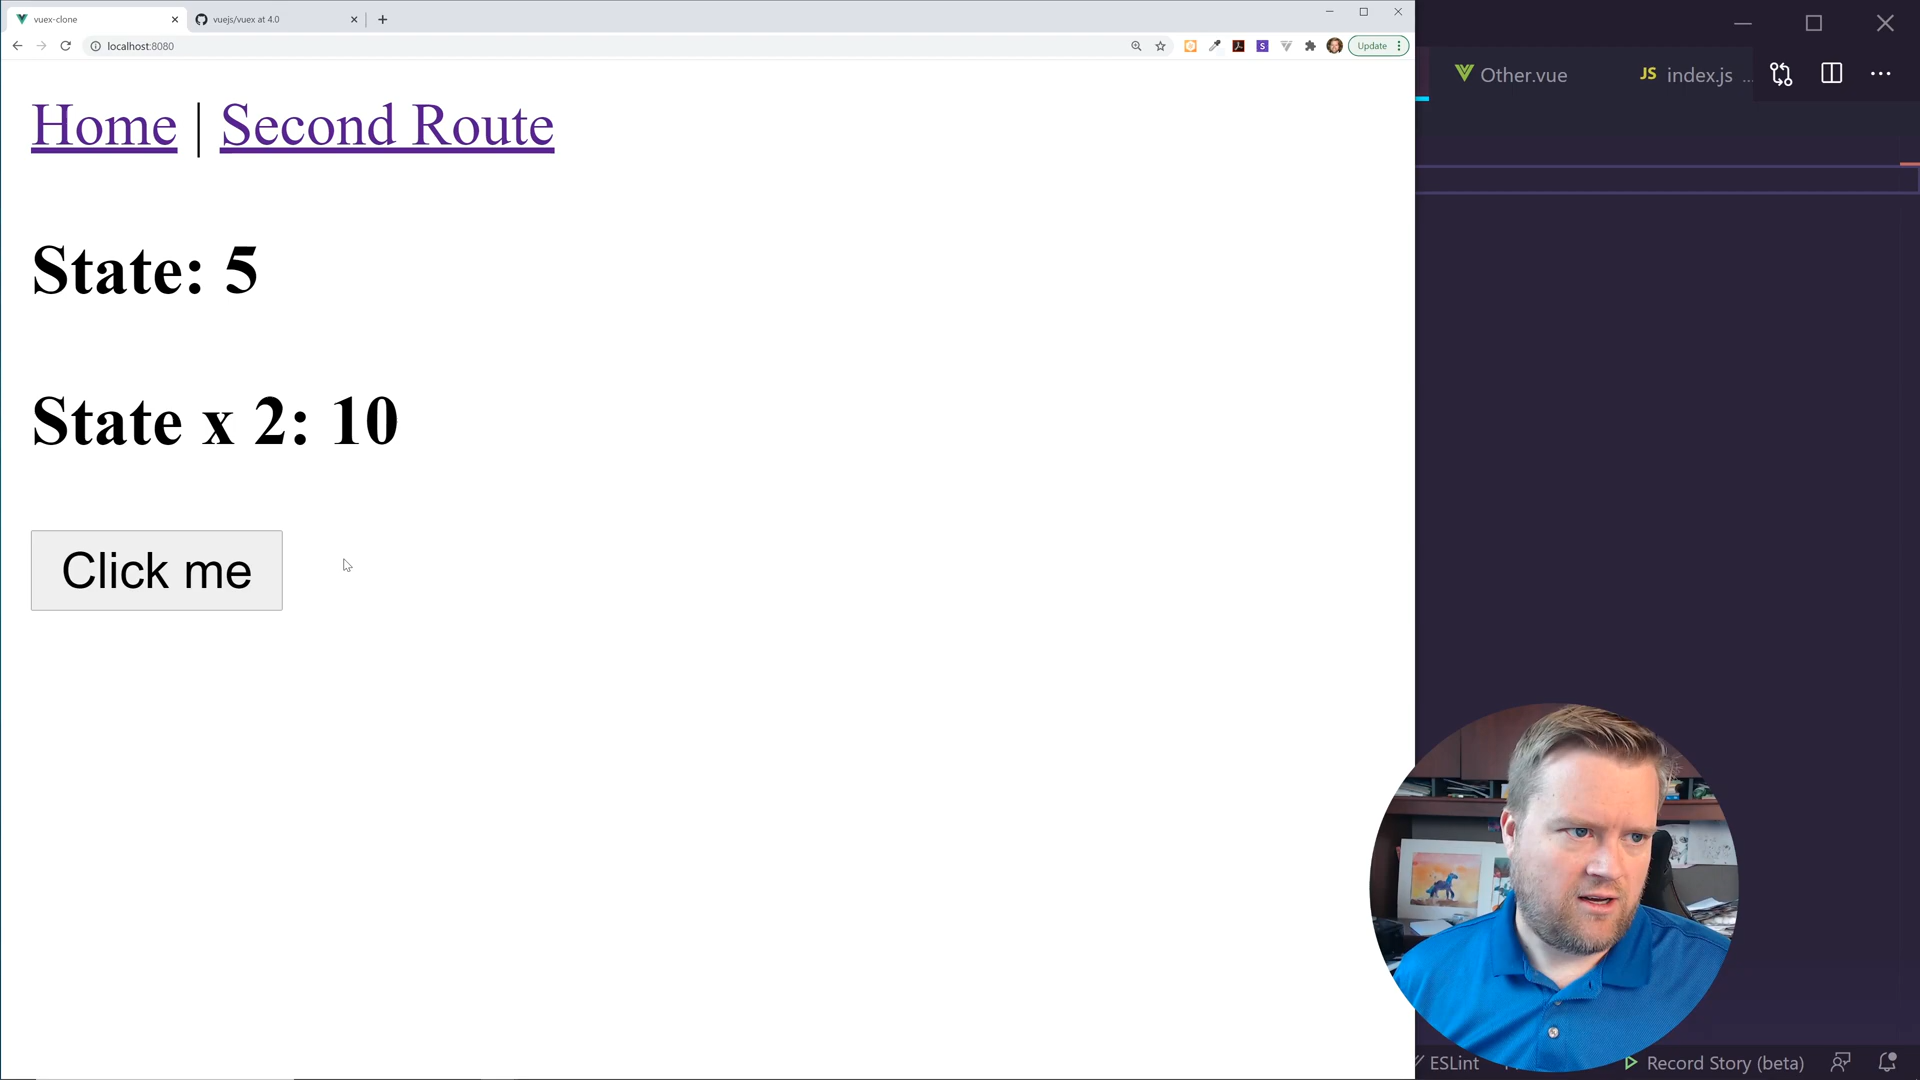 vuex-clone
vuejs/vuex at 4.0
localhost:8080
Update
Other.vue
JS index.js ...
Home | Second Route
State: 5
State x 2: 10
Click me
ESLint
Record Story (beta)